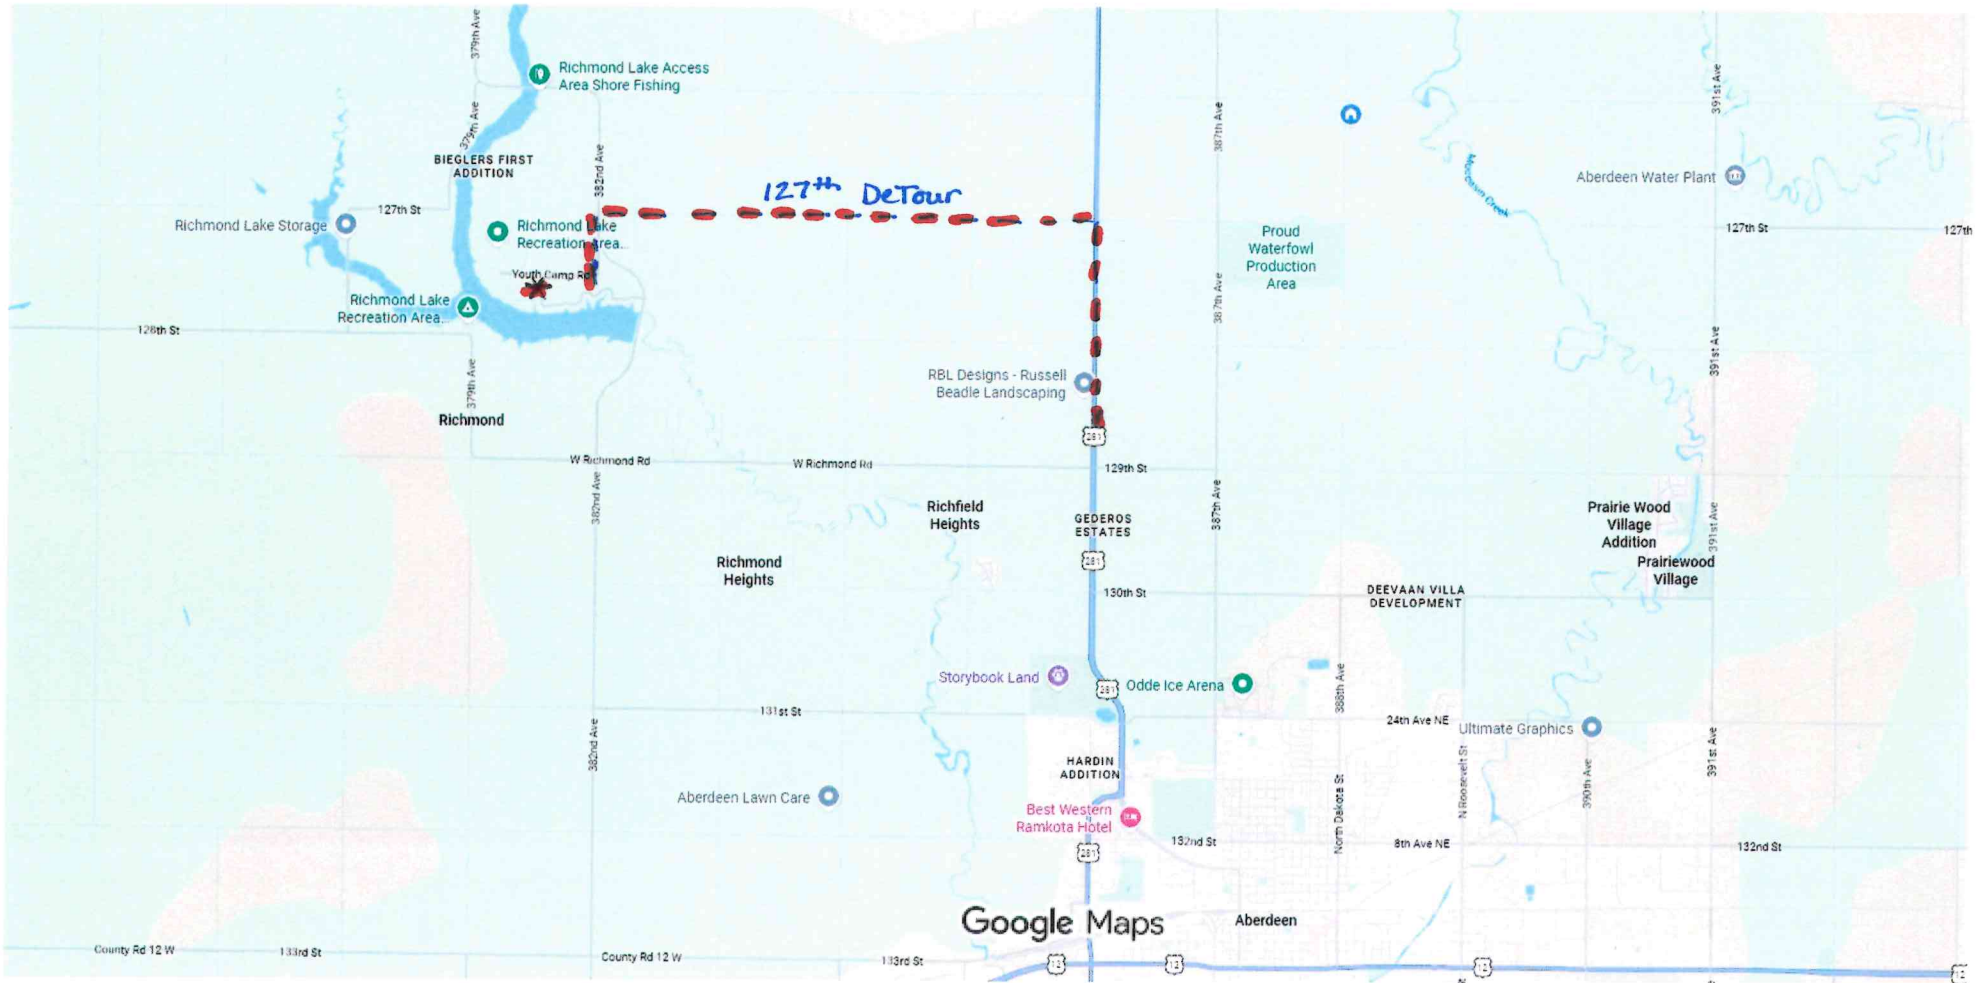 379th Ave
Richmond Lake Access
Area Shore Fishing
391st Ave
379th Ave
387th Ave
BIEGLERS FIRST
ADDITION
382nd Ave
Moccasin Creek
Aberdeen Water Plant
127th DeTour
127th St
Richmond Lake Storage
Richmond Lake
Recreation Area...
Proud
Waterfowl
Production
Area
127th St
127th
Youth Camp Rd
Richmond Lake
Recreation Area...
387th Ave
128th St
391st Ave
379th Ave
RBL Designs - Russell
Beadle Landscaping
Richmond
281
W Richmond Rd
W Richmond Rd
129th St
382nd Ave
387th Ave
Richfield
Heights
GEDEROS
ESTATES
Prairie Wood
Village
Addition
391st Ave
281
Richmond
Heights
Prairiewood
Village
130th St
DEEVAAN VILLA
DEVELOPMENT
Storybook Land
281
Odde Ice Arena
388th Ave
131st St
24th Ave NE
Ultimate Graphics
382nd Ave
391st Ave
HARDIN
ADDITION
N Roosevelt St
390th Ave
Aberdeen Lawn Care
Best Western
Ramkota Hotel
North Dakota St
281
132nd St
8th Ave NE
132nd St
Google Maps
Aberdeen
County Rd 12 W
133rd St
County Rd 12 W
133rd St
12
12
12
12